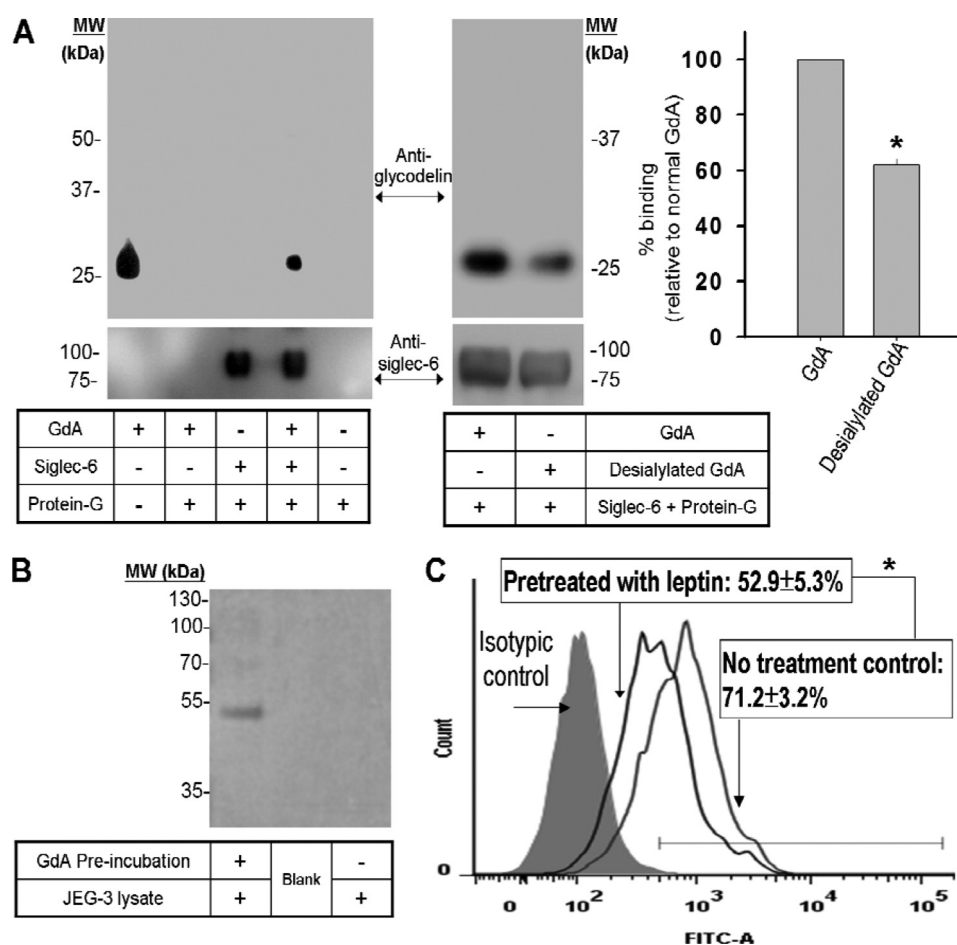 A
MW
(kDa)
50-
37-
25-
Anti-
glycodelin
100-
75-
Anti-
siglec-6
GdA + + - + -
Siglec-6 - - + + -
Protein-G - + + + +
MW
(kDa)
-37
-25
-100
-75
+ - GdA
- + Desialylated GdA
+ + Siglec-6 + Protein-G
% binding
(relative to normal GdA)
100
80
60
40
20
0
*
GdA
Desialylated GdA
B
MW (kDa)
130-
100-
70-
55-
35-
GdA Pre-incubation + Blank -
JEG-3 lysate + +
C
Pretreated with leptin: 52.9±5.3%
*
Isotypic
control
No treatment control:
71.2±3.2%
Count
0
0 10² 10³ 10⁴ 10⁵
FITC-A